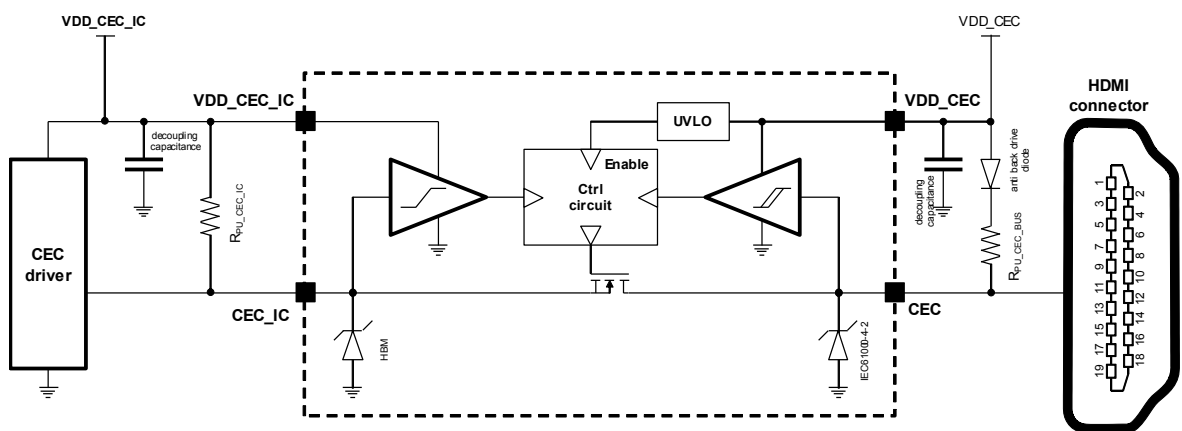 VDD_CEC_IC
VDD_CEC
VDD_CEC_IC
VDD_CEC
HDMI
connector
decoupling
capacitance
UVLO
Enable
Ctrl
circuit
decoupling
capacitance
anti back drive
diode
RPU_CEC_IC
RPU_CEC_BUS
CEC
driver
CEC_IC
CEC
HBM
IEC61000-4-2
1
2
3
4
5
6
7
8
9
10
11
12
13
14
15
16
17
18
19